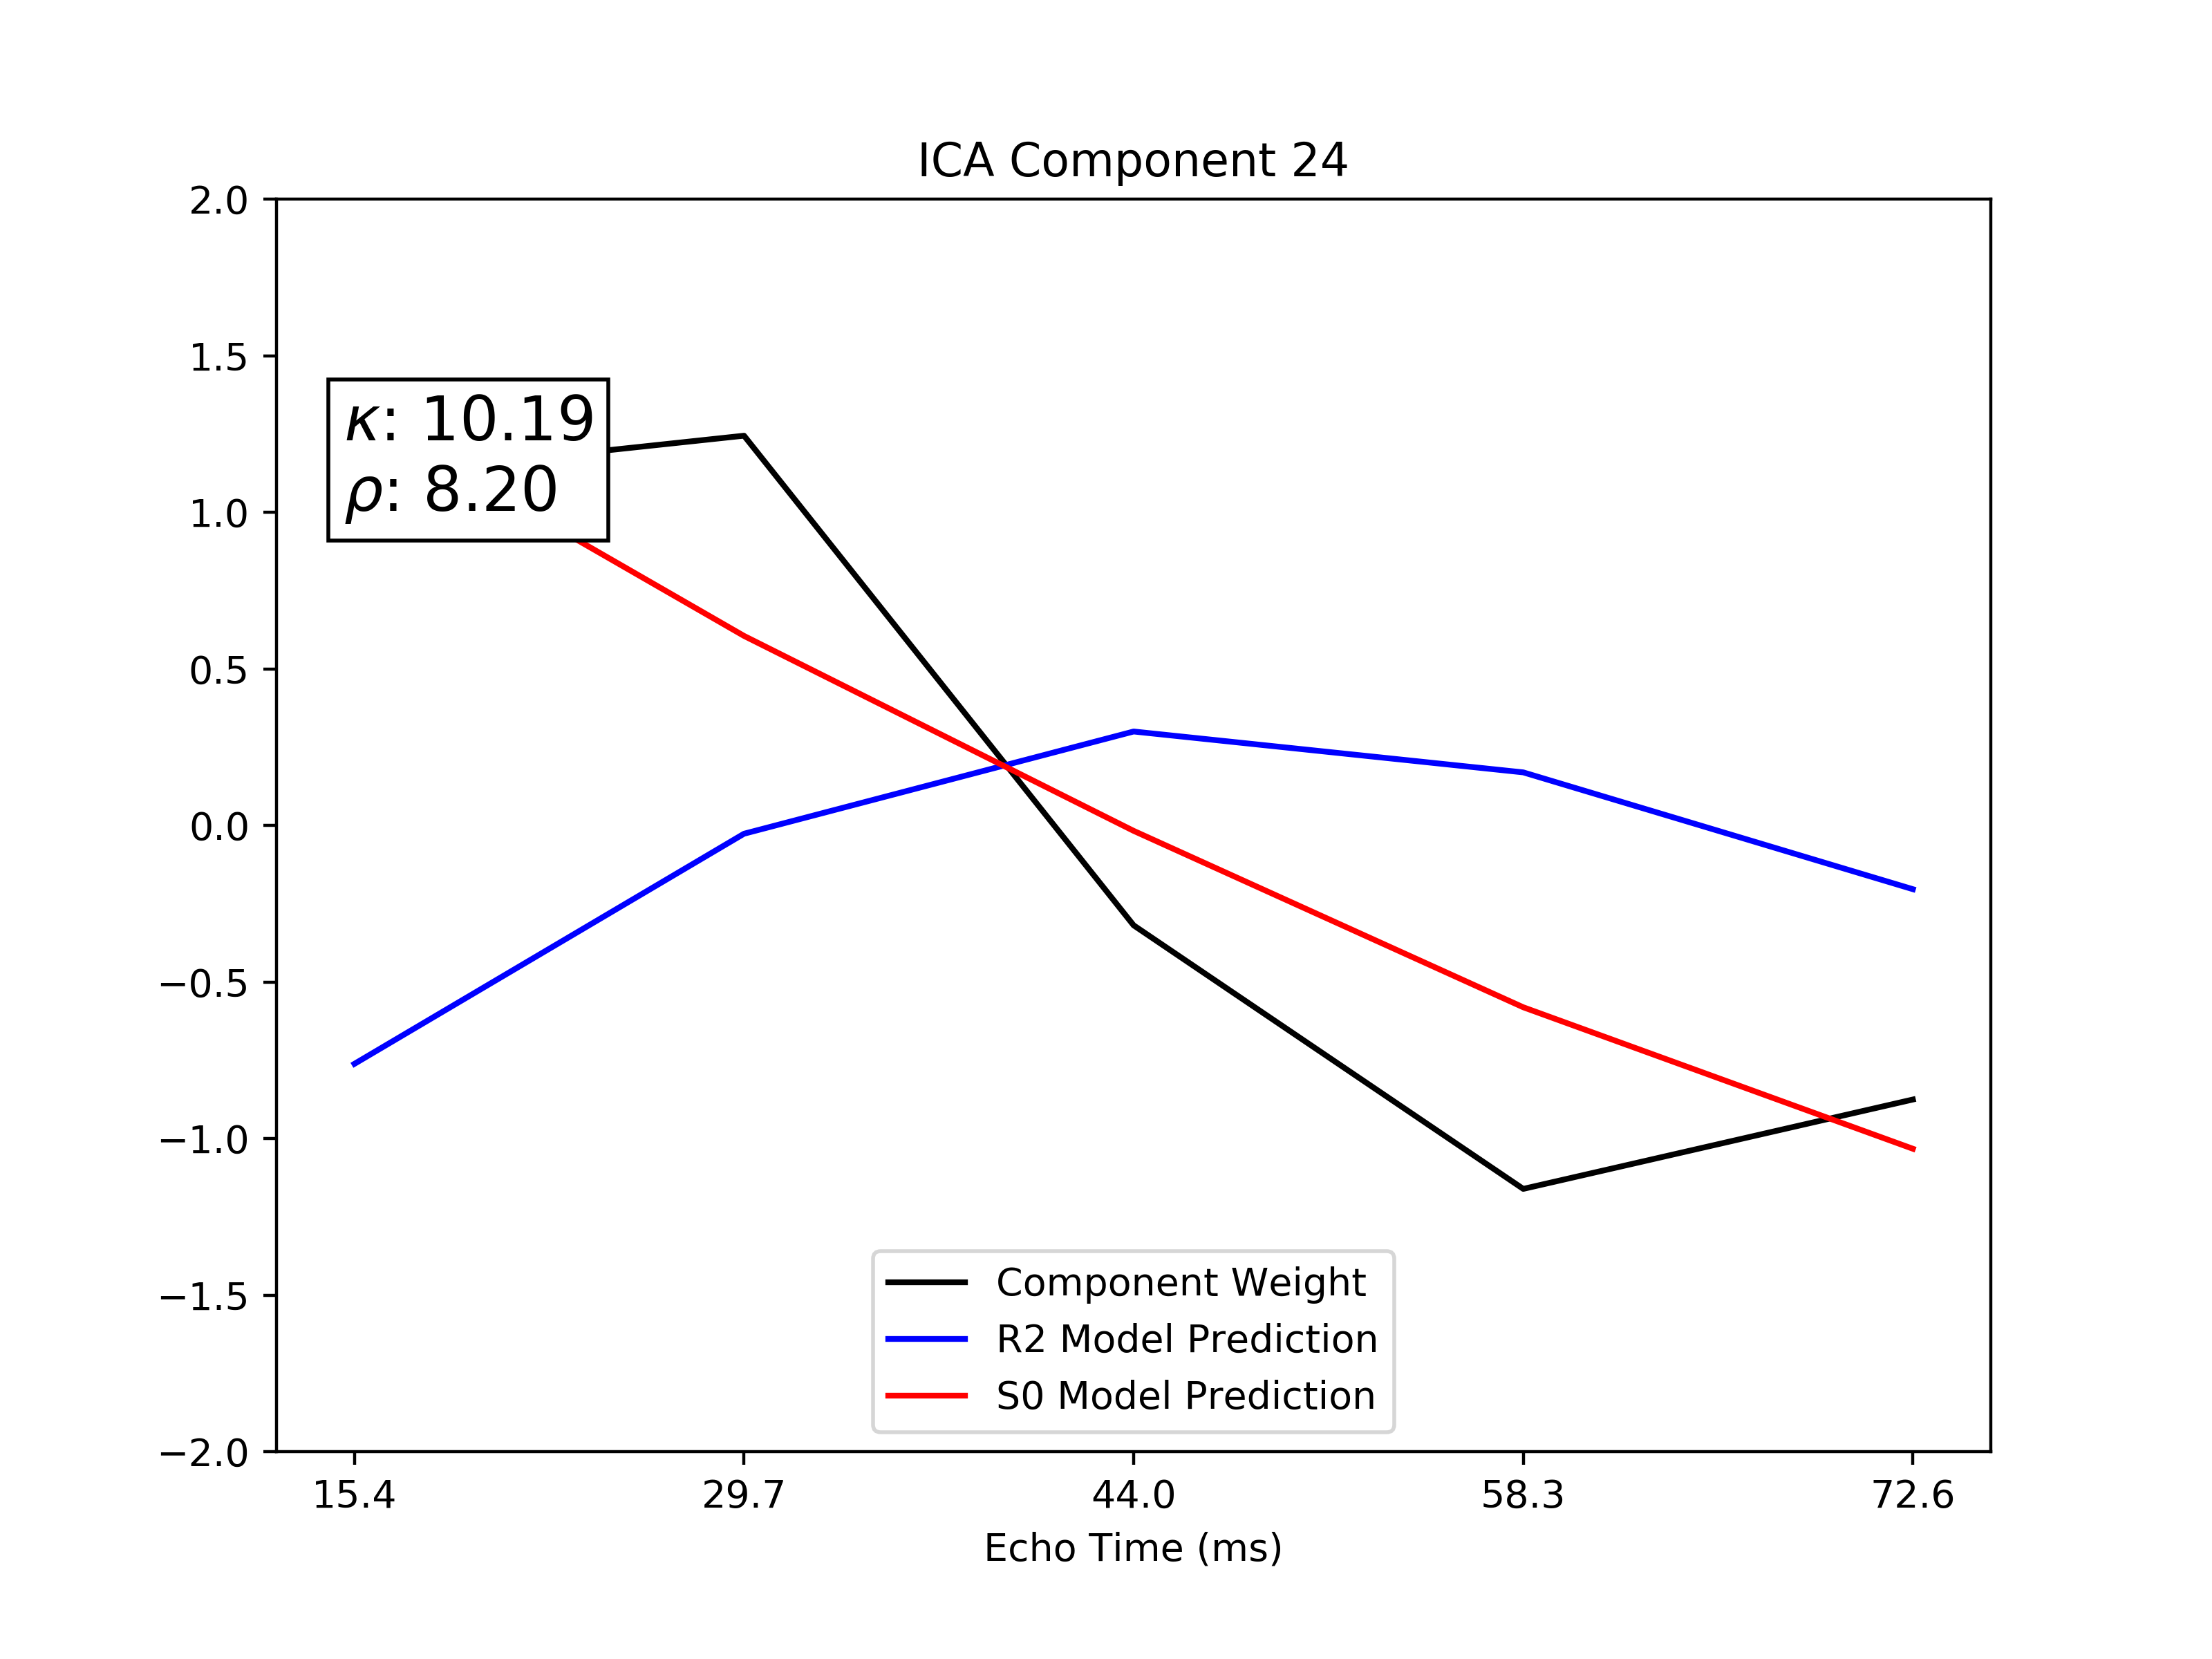 ICA Component 24
2.0
1.5
1.0
0.5
0.0
−0.5
−1.0
−1.5
−2.0
κ: 10.19
ρ: 8.20
Component Weight
R2 Model Prediction
S0 Model Prediction
15.4 29.7 44.0 58.3 72.6
Echo Time (ms)